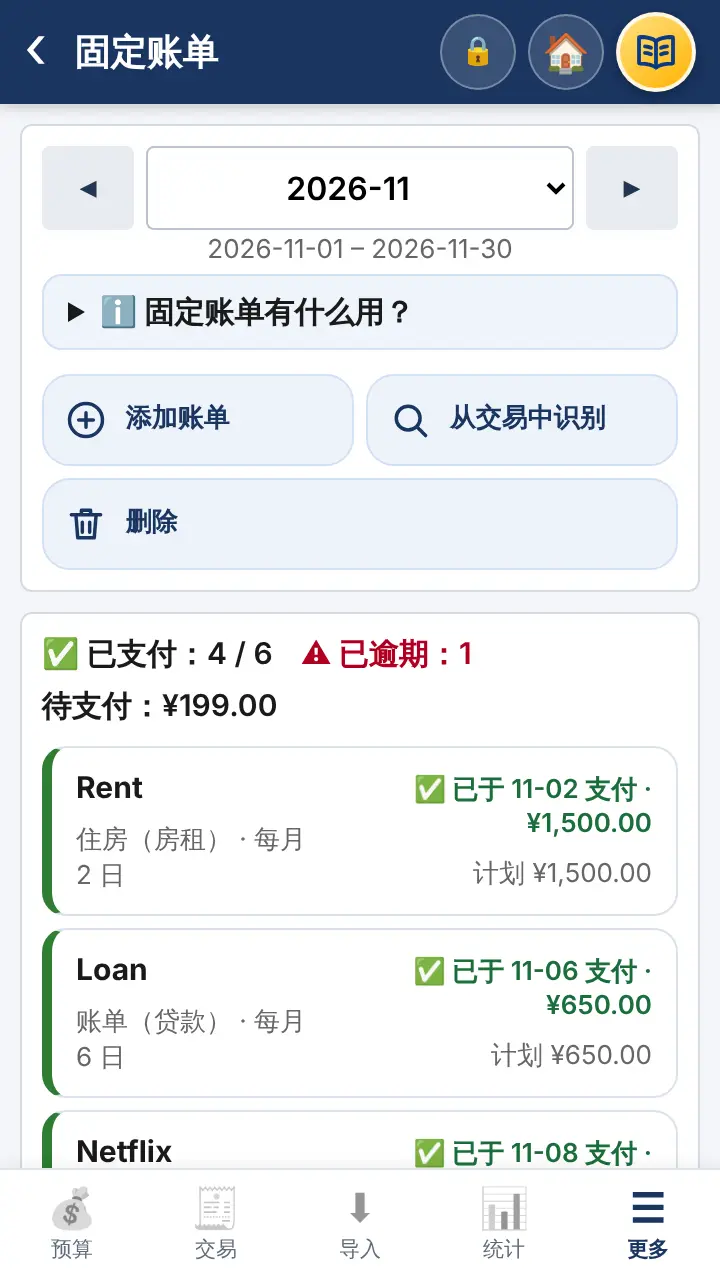 固定账单
2026-11
2026-11-01 – 2026-11-30
固定账单有什么用？
添加账单
从交易中识别
删除
已支付：4 / 6 已逾期：1
待支付：¥199.00
Rent
已于 11-02 支付 ·
¥1,500.00
住房（房租） · 每月
2 日
计划 ¥1,500.00
Loan
已于 11-06 支付 ·
¥650.00
账单（贷款） · 每月
6 日
计划 ¥650.00
Netflix
已于 11-08 支付 ·
预算
交易
导入
统计
更多